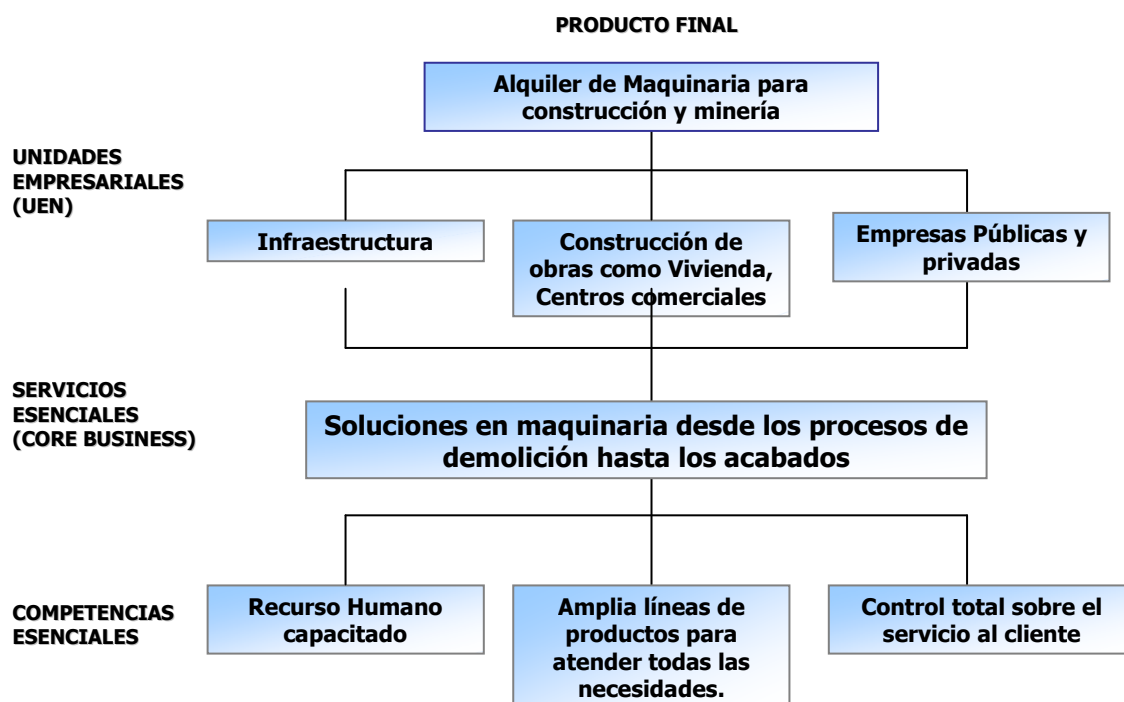 PRODUCTO FINAL
Alquiler de Maquinaria para
construcción y minería
UNIDADES
EMPRESARIALES
(UEN)
Infraestructura
Construcción de
obras como Vivienda,
Centros comerciales
Empresas Públicas y
privadas
SERVICIOS
ESENCIALES
(CORE BUSINESS)
Soluciones en maquinaria desde los procesos de
demolición hasta los acabados
COMPETENCIAS
ESENCIALES
Recurso Humano
capacitado
Amplia líneas de
productos para
atender todas las
necesidades.
Control total sobre el
servicio al cliente